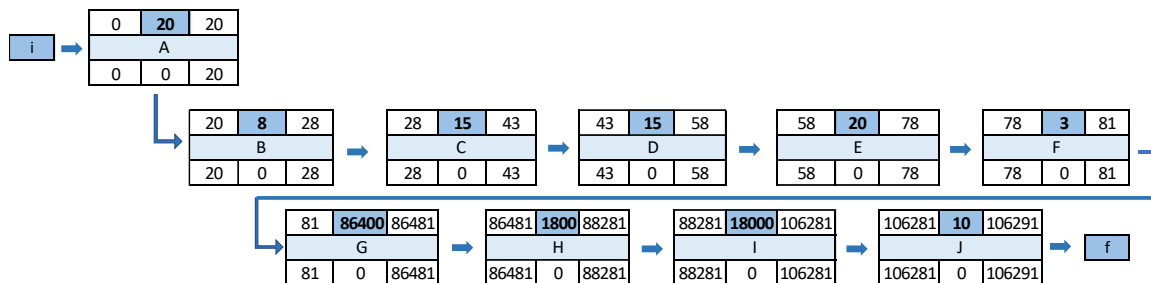 0 20 20
i A
0 0 20
20 8 28 28 15 43 43 15 58 58 20 78 78 3 81
B C D E F
20 0 28 28 0 43 43 0 58 58 0 78 78 0 81
81 86400 86481 86481 1800 88281 88281 18000 106281 106281 10 106291
G H I J f
81 0 86481 86481 0 88281 88281 0 106281 106281 0 106291